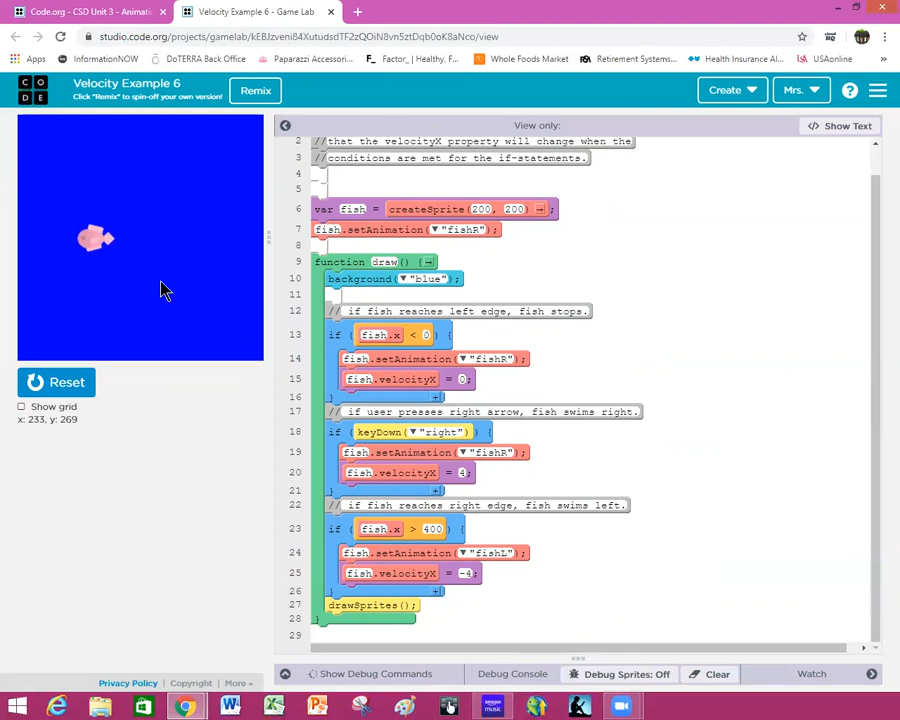 Code.org - CSD Unit 3 - Animatio × Velocity Example 6 - Game Lab × +
studio.code.org/projects/gamelab/kEBJzveni84XutudsdTF2zQOiN8vn5ztDqb0oK8aNco/view
Apps InformationNOW DoTERRA Back Office Paparazzi Accessori... Factor_ | Healthy, F... Whole Foods Market Retirement Systems... Health Insurance Al... USAonline »
C O D E
Velocity Example 6
Click "Remix" to spin-off your own version!
Remix
Create
Mrs.
?
View only:
</> Show Text
2 //that the velocityX property will change when the
3 //conditions are met for the if-statements.
4
5
6 var fish = createSprite(200, 200) → ;
7 fish.setAnimation( ▼ "fishR");
8
9 function draw() { →
10 background( ▼ "blue");
11
12 // if fish reaches left edge, fish stops.
13 if ( fish.x < 0 ) {
14 fish.setAnimation( ▼ "fishR");
15 fish.velocityX = 0;
16 } +
17 // if user presses right arrow, fish swims right.
18 if ( keyDown( ▼ "right") ) {
19 fish.setAnimation( ▼ "fishR");
20 fish.velocityX = 4;
21 } +
22 // if fish reaches right edge, fish swims left.
23 if ( fish.x > 400 ) {
24 fish.setAnimation( ▼ "fishL");
25 fish.velocityX = -4;
26 } +
27 drawSprites();
28 }
29
Reset
Show grid
x: 233, y: 269
Privacy Policy | Copyright | More
Show Debug Commands Debug Console Debug Sprites: Off Clear Watch
music